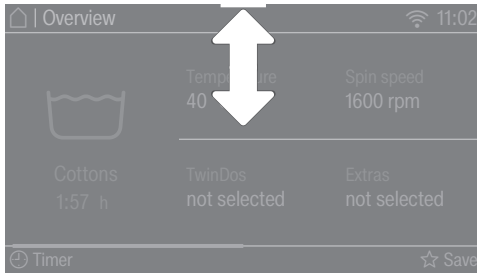 Overview 11:02
Temperature Spin speed
40 1600 rpm
Cottons TwinDos Extras
1:57 h not selected not selected
Timer Save